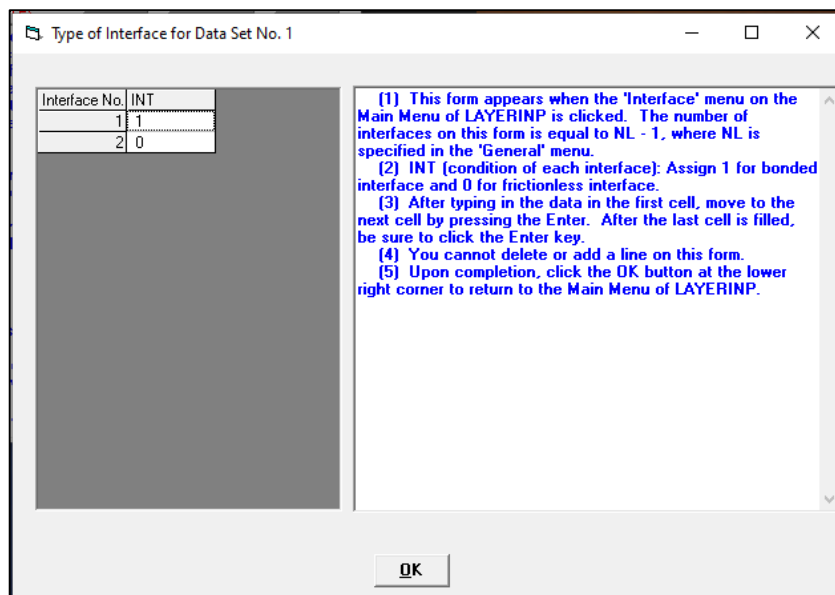 Type of Interface for Data Set No. 1
Interface No. INT
1 1
2 0
(1) This form appears when the 'Interface' menu on the
Main Menu of LAYERINP is clicked. The number of
interfaces on this form is equal to NL - 1, where NL is
specified in the 'General' menu.
(2) INT (condition of each interface): Assign 1 for bonded
interface and 0 for frictionless interface.
(3) After typing in the data in the first cell, move to the
next cell by pressing the Enter. After the last cell is filled,
be sure to click the Enter key.
(4) You cannot delete or add a line on this form.
(5) Upon completion, click the OK button at the lower
right corner to return to the Main Menu of LAYERINP.
OK